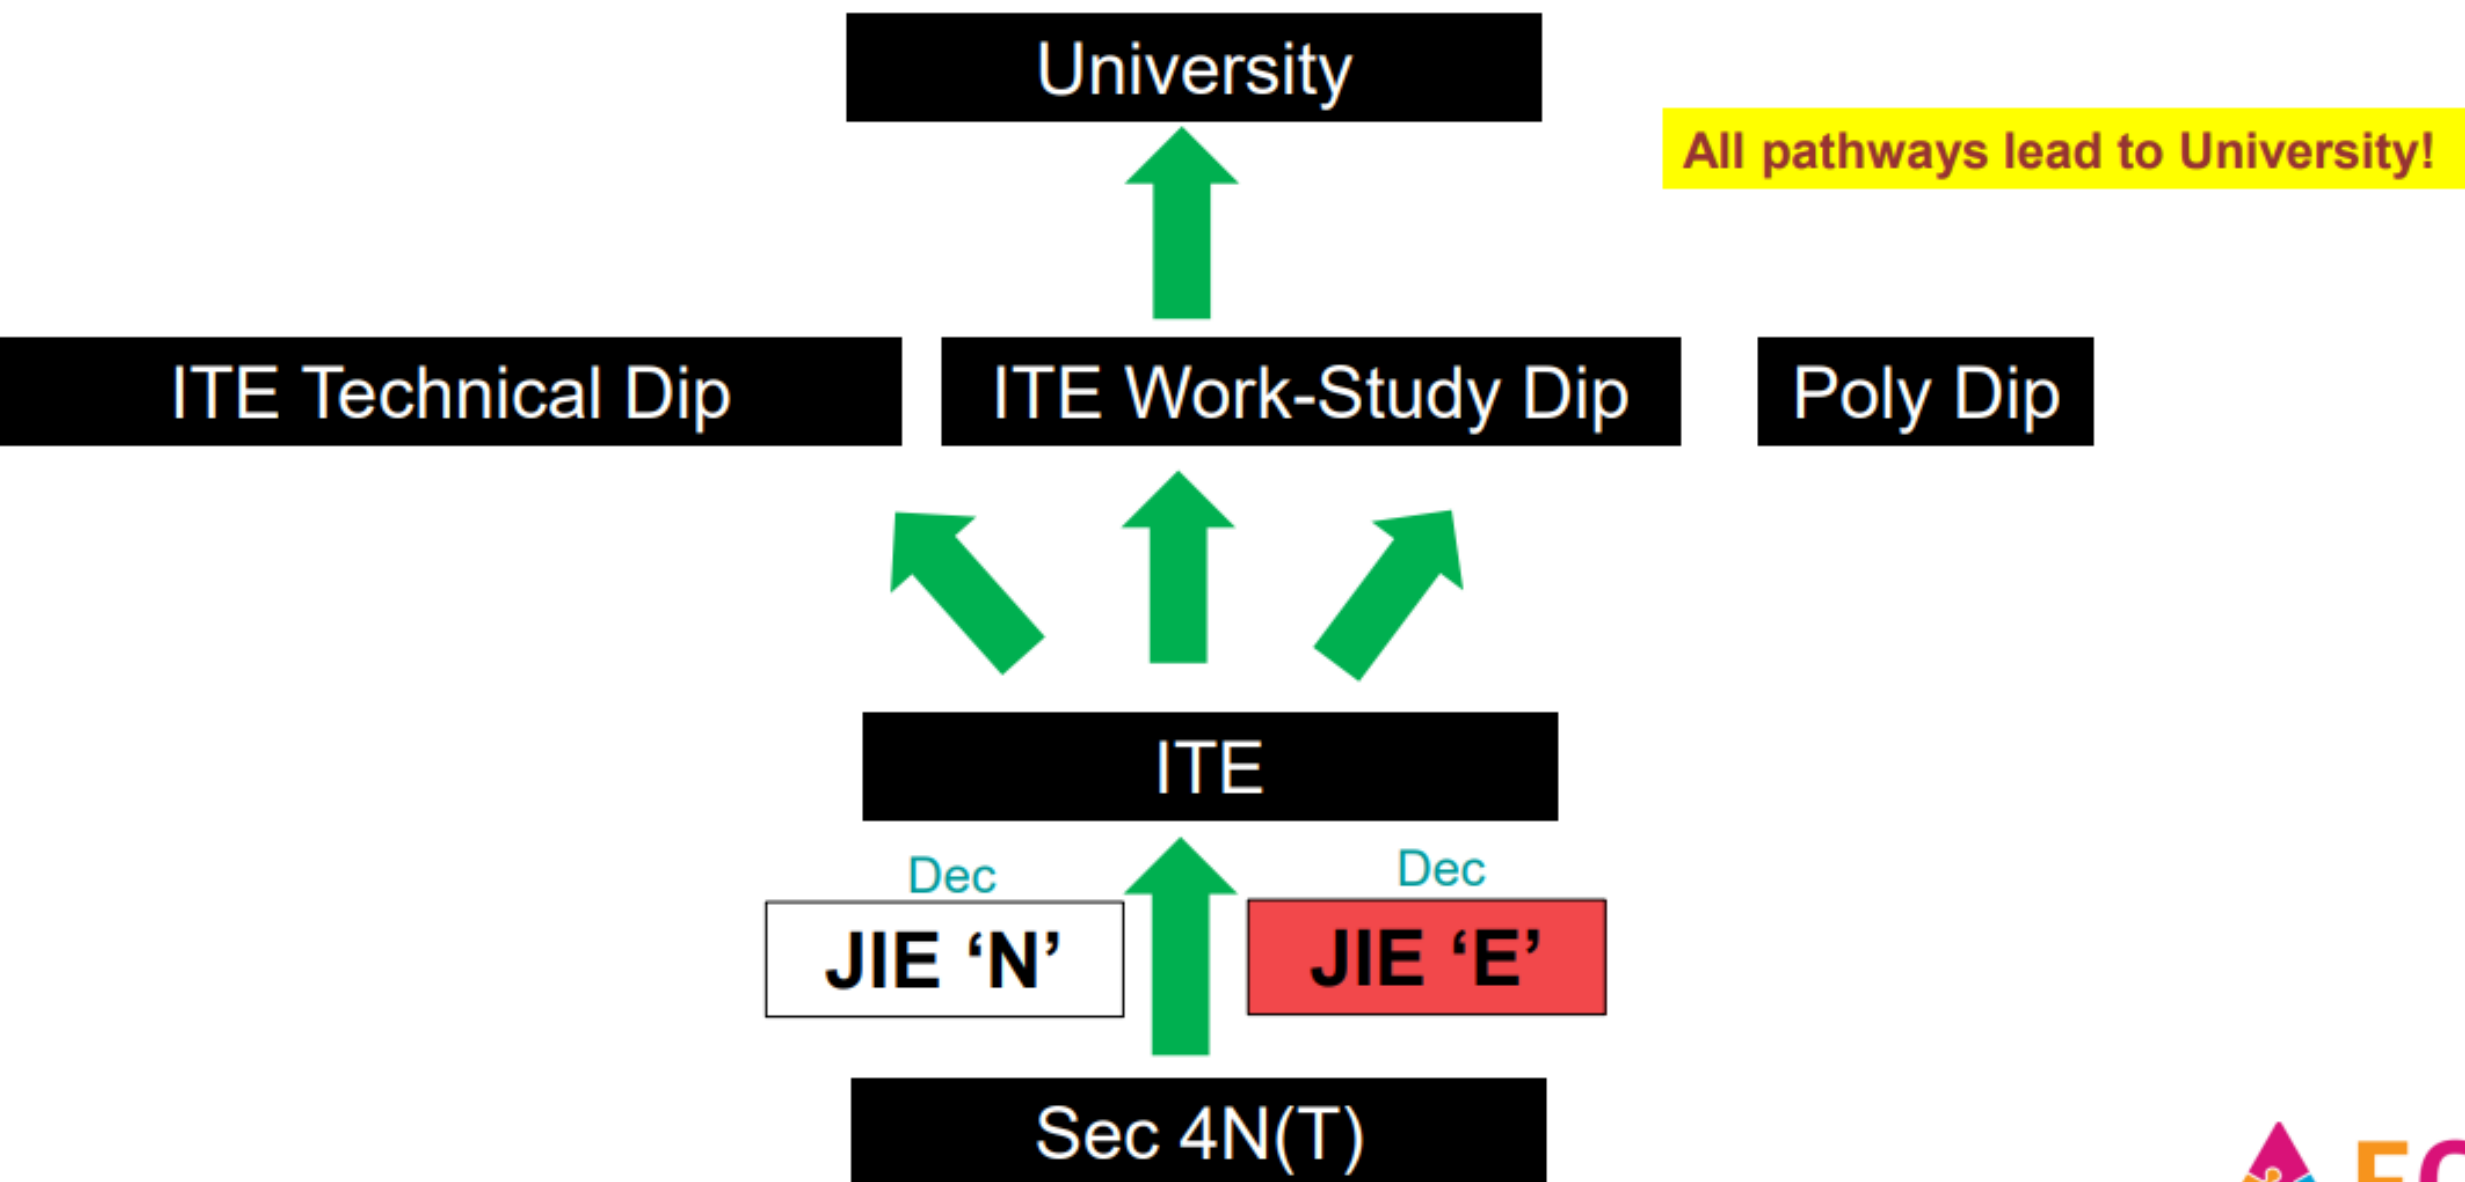 University
All pathways lead to University!
ITE Technical Dip
ITE Work-Study Dip
Poly Dip
ITE
Dec
Dec
JIE ‘N’
JIE ‘E’
Sec 4N(T)